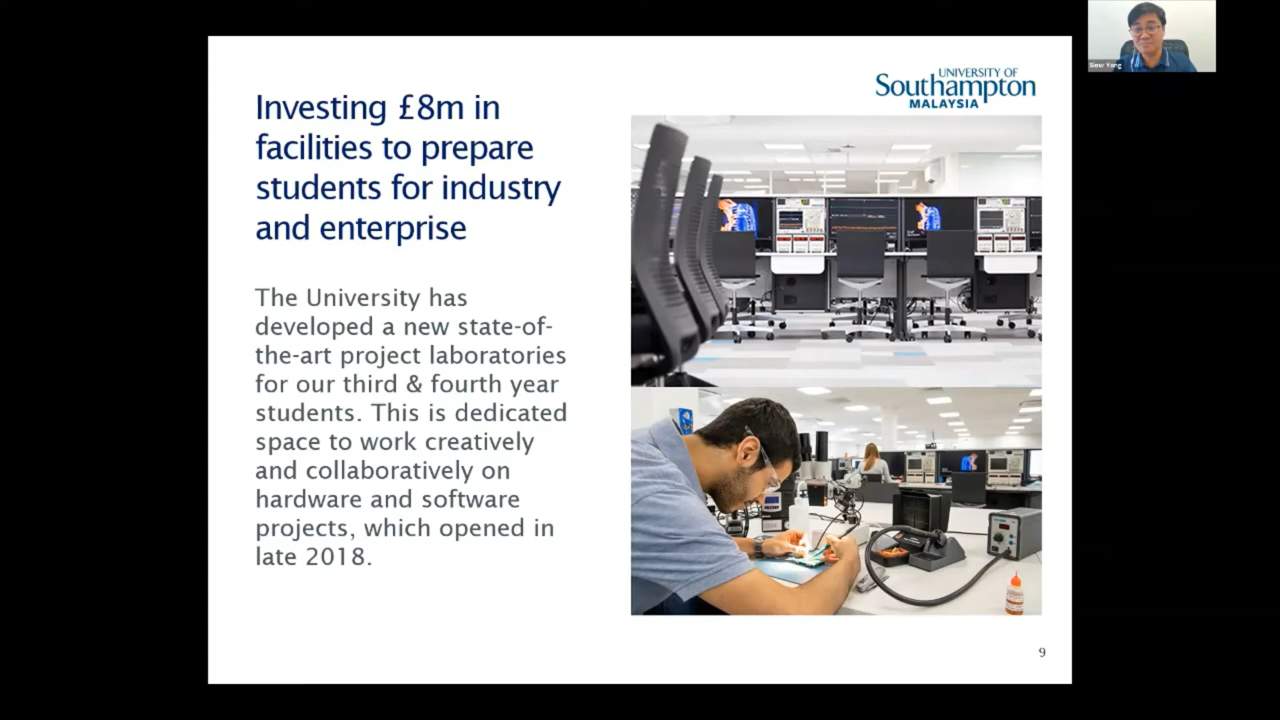 Siew Yang
UNIVERSITY OF
Southampton
MALAYSIA
Investing £8m in
facilities to prepare
students for industry
and enterprise
The University has
developed a new state-of-
the-art project laboratories
for our third & fourth year
students. This is dedicated
space to work creatively
and collaboratively on
hardware and software
projects, which opened in
late 2018.
9